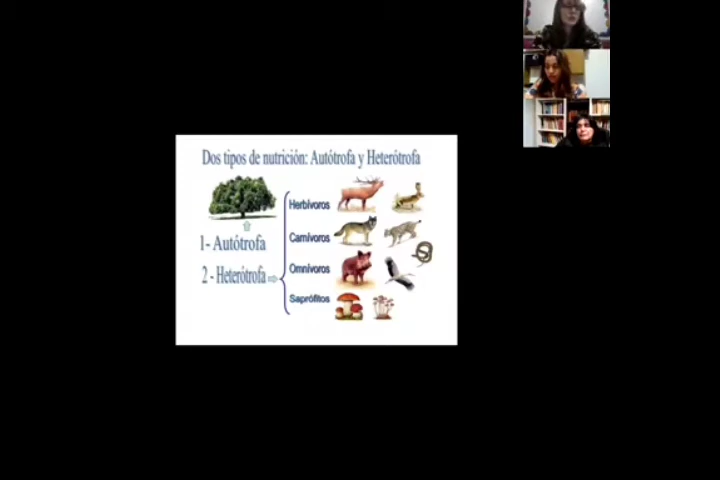 Dos tipos de nutrición: Autótrofa y Heterótrofa
Herbívoros
Carnívoros
1- Autótrofa
Omnívoros
2 - Heterótrofa
Saprófitos